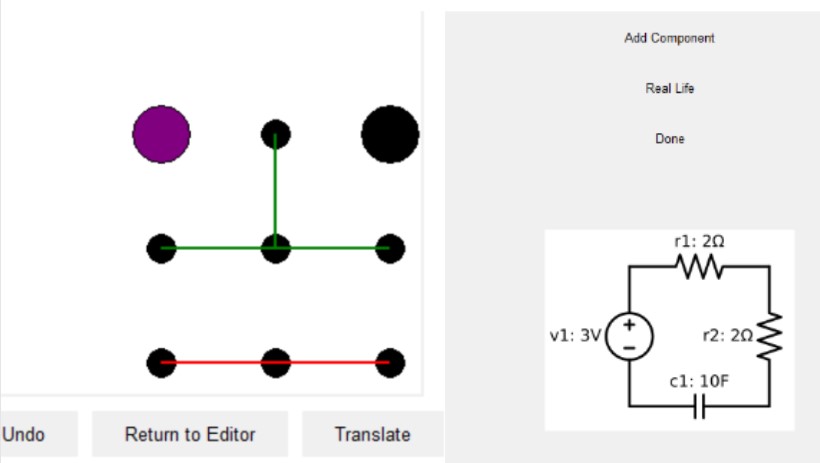 Add Component
Real Life
Done
r1: 2Ω
v1: 3V
r2: 2Ω
c1: 10F
Undo
Return to Editor
Translate